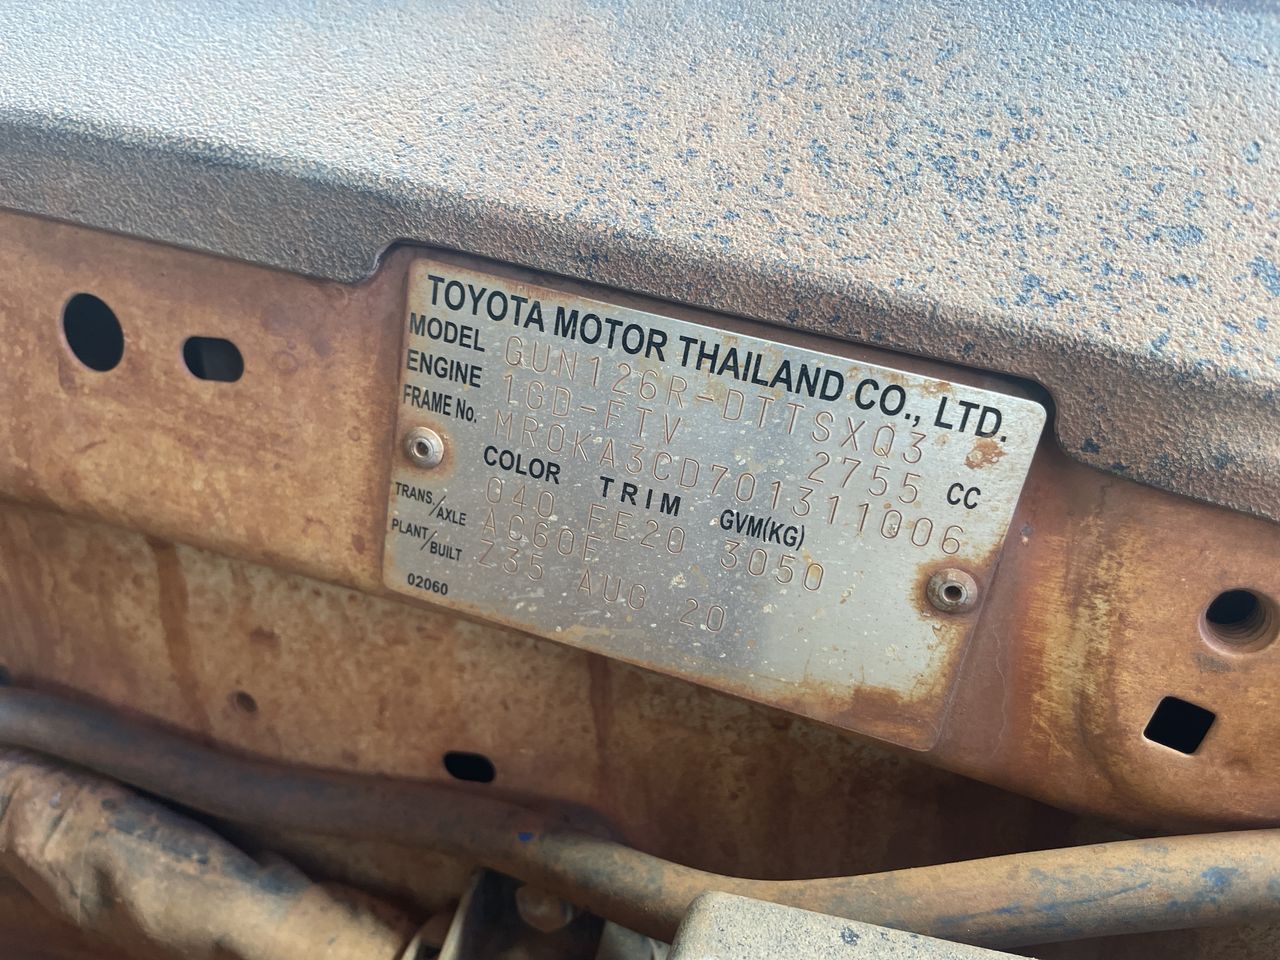 TOYOTA MOTOR THAILAND CO., LTD.
MODEL GUN126R-DTTSXQ3
ENGINE 1GD-FTV 2755 CC
FRAME No. MR0KA3CD701311006
COLOR TRIM GVM(KG)
040 FE20 3050
TRANS/AXLE AC60F
PLANT/BUILT Z35 AUG 20
02060